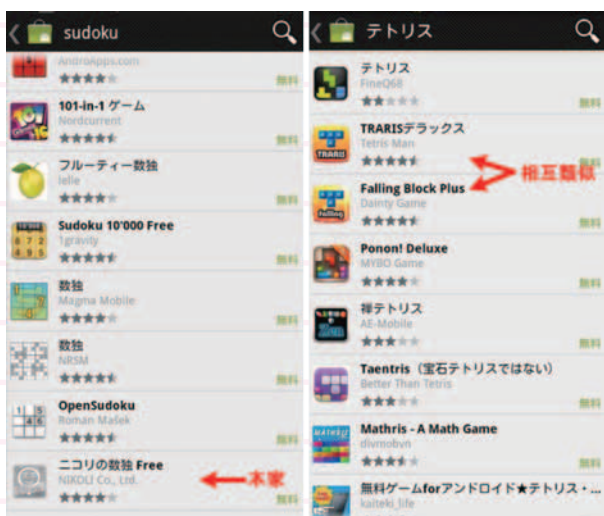 sudoku
AndroApps.com
無料
101-in-1 ゲーム
Nordcurrent
無料
フルーティー数独
lelle
無料
Sudoku 10'000 Free
1gravity
無料
数独
Magma Mobile
無料
数独
NRSM
無料
OpenSudoku
Roman Mašek
無料
ニコリの数独 Free
NIKOLI Co., Ltd.
無料
本家
テトリス
テトリス
FineQ68
無料
TRARISデラックス
Tetris Man
無料
相互類似
Falling Block Plus
Dainty Game
無料
Ponon! Deluxe
MYBO Game
無料
禅テトリス
AE-Mobile
無料
Taentris（宝石テトリスではない）
Better Than Tetris
無料
Mathris - A Math Game
divmobvn
無料
無料ゲームforアンドロイド★テトリス・...
kaiteki_life